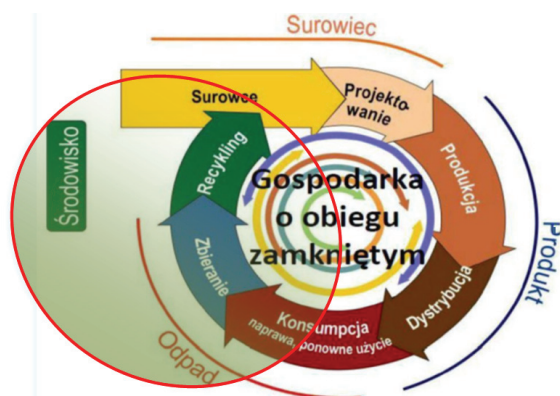 Surowiec
Surowce
Projekto-
wanie
Produkcja
Produkt
Dystrybucja
Konsumpcja
naprawa, ponowne użycie
Odpad
Zbieranie
Recykling
Środowisko
Gospodarka
o obiegu
zamkniętym